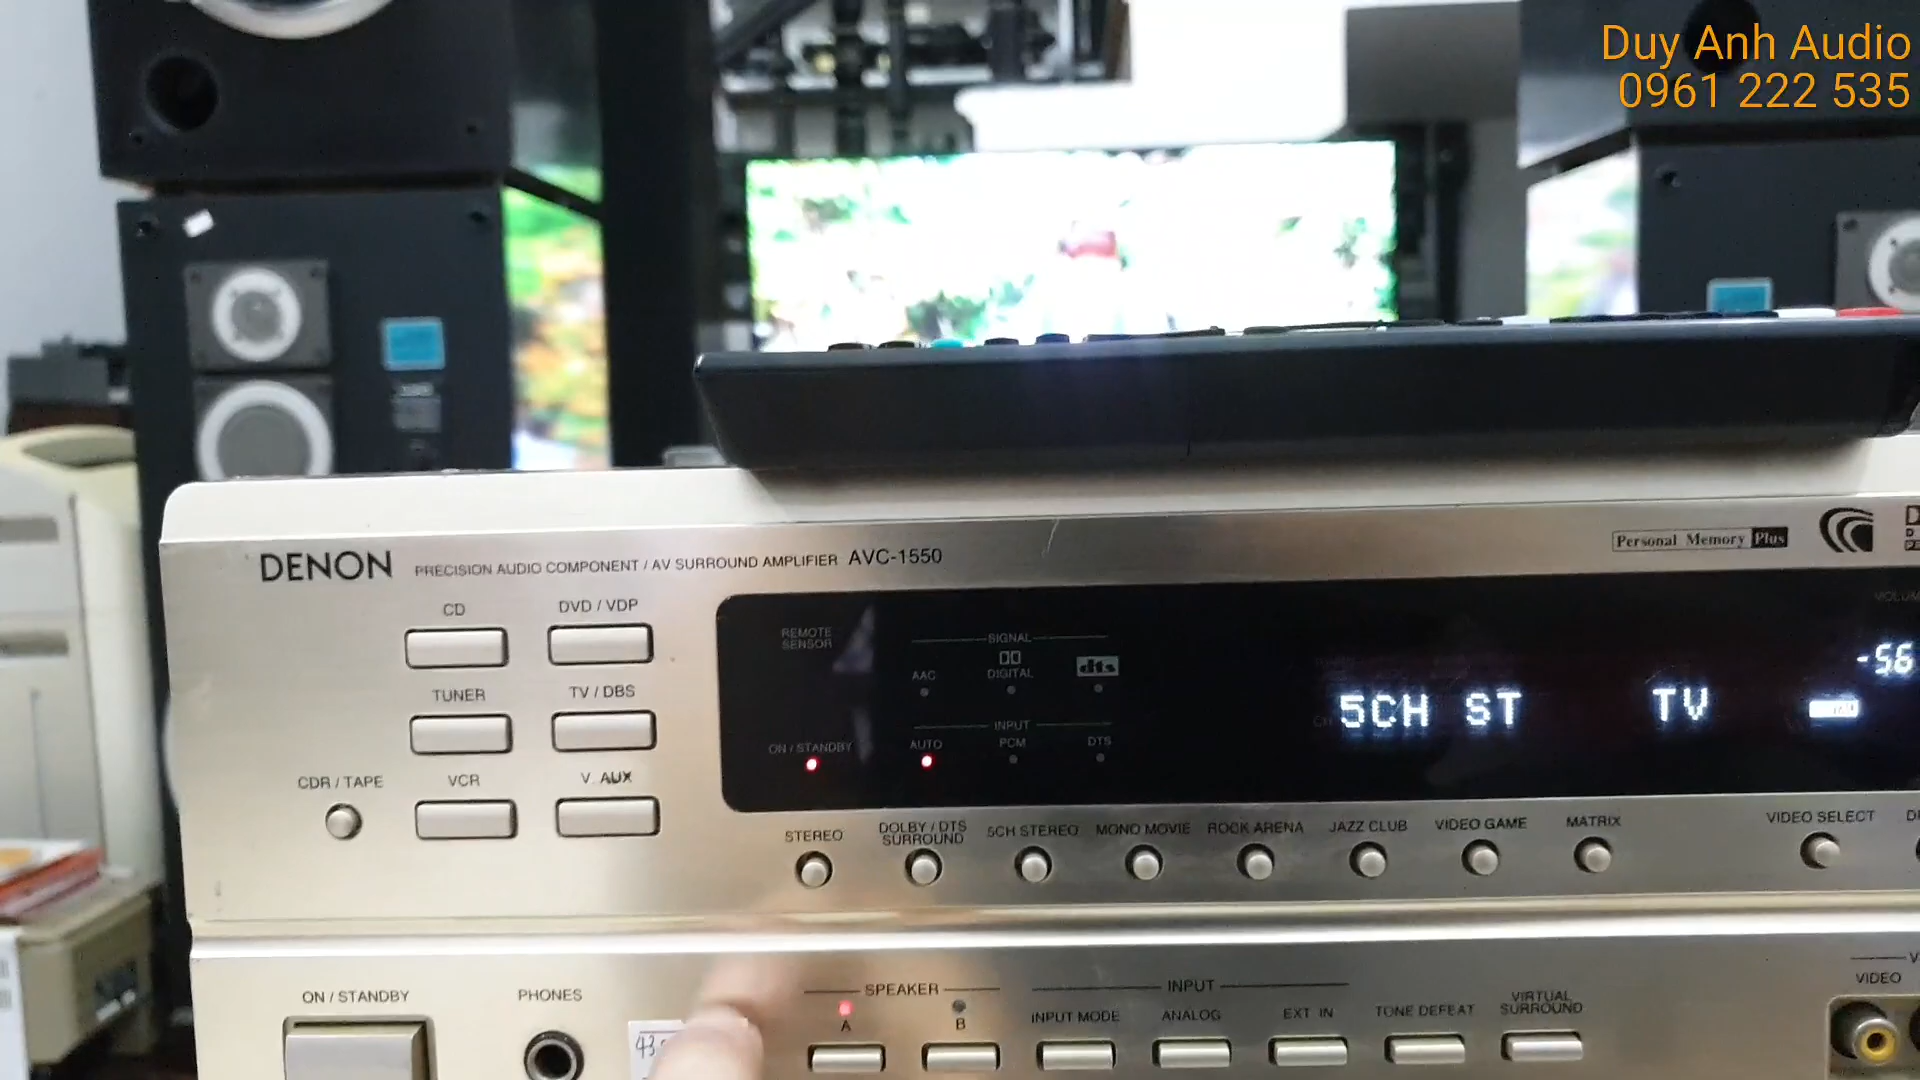 Duy Anh Audio
0961 222 535
DENON
PRECISION AUDIO COMPONENT / AV SURROUND AMPLIFIER AVC-1550
Personal Memory Plus
CD
DVD / VDP
TUNER
TV / DBS
CDR / TAPE
VCR
V. AUX
REMOTE
SENSOR
SIGNAL
AAC
DIGITAL
dts
INPUT
ON / STANDBY
AUTO
PCM
DTS
5CH ST
TV
-56
STEREO
DOLBY / DTS
SURROUND
5CH STEREO
MONO MOVIE
ROCK ARENA
JAZZ CLUB
VIDEO GAME
MATRIX
VIDEO SELECT
ON / STANDBY
PHONES
SPEAKER
A
B
INPUT
INPUT MODE
ANALOG
EXT IN
TONE DEFEAT
VIRTUAL
SURROUND
VIDEO